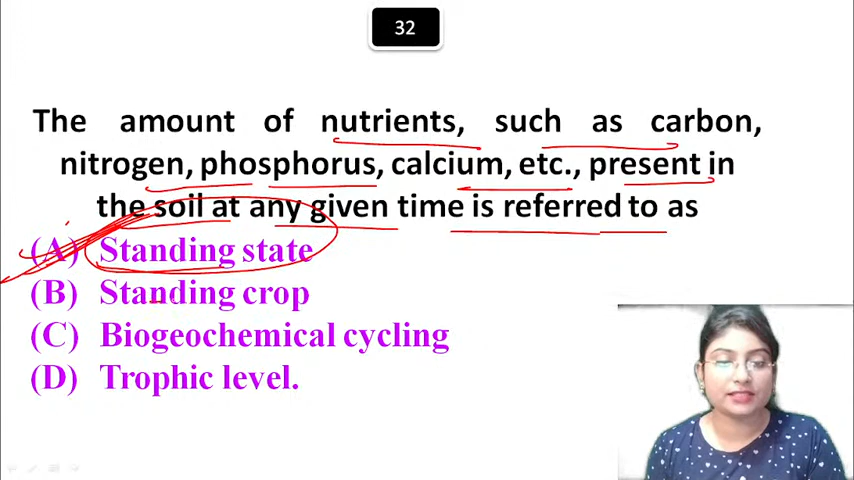 32
The amount of nutrients, such as carbon,
nitrogen, phosphorus, calcium, etc., present in
the soil at any given time is referred to as
(A) Standing state
(B) Standing crop
(C) Biogeochemical cycling
(D) Trophic level.